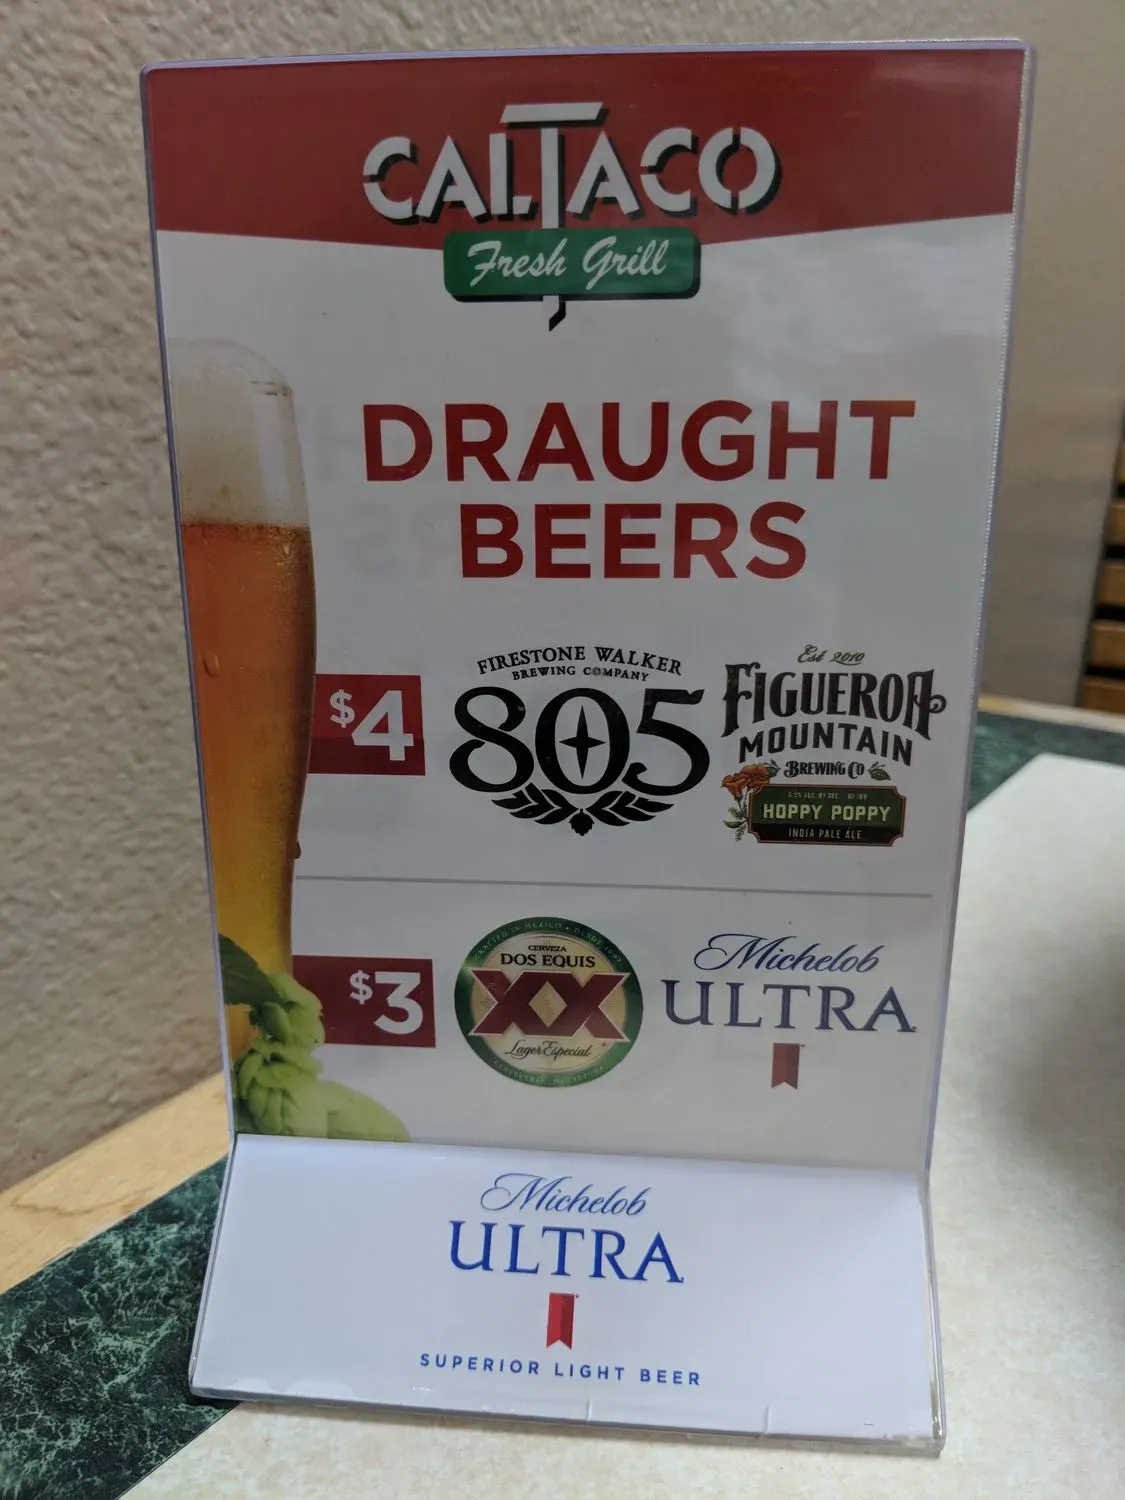 CALTACO
Fresh Grill
DRAUGHT
BEERS
$4
FIRESTONE WALKER
BREWING COMPANY
805
Est 2010
FIGUEROA
MOUNTAIN
BREWING CO
HOPPY POPPY
INDIA PALE ALE
$3
CERVEZA
DOS EQUIS
XX
Lager Especial
Michelob
ULTRA
Michelob
ULTRA
SUPERIOR LIGHT BEER